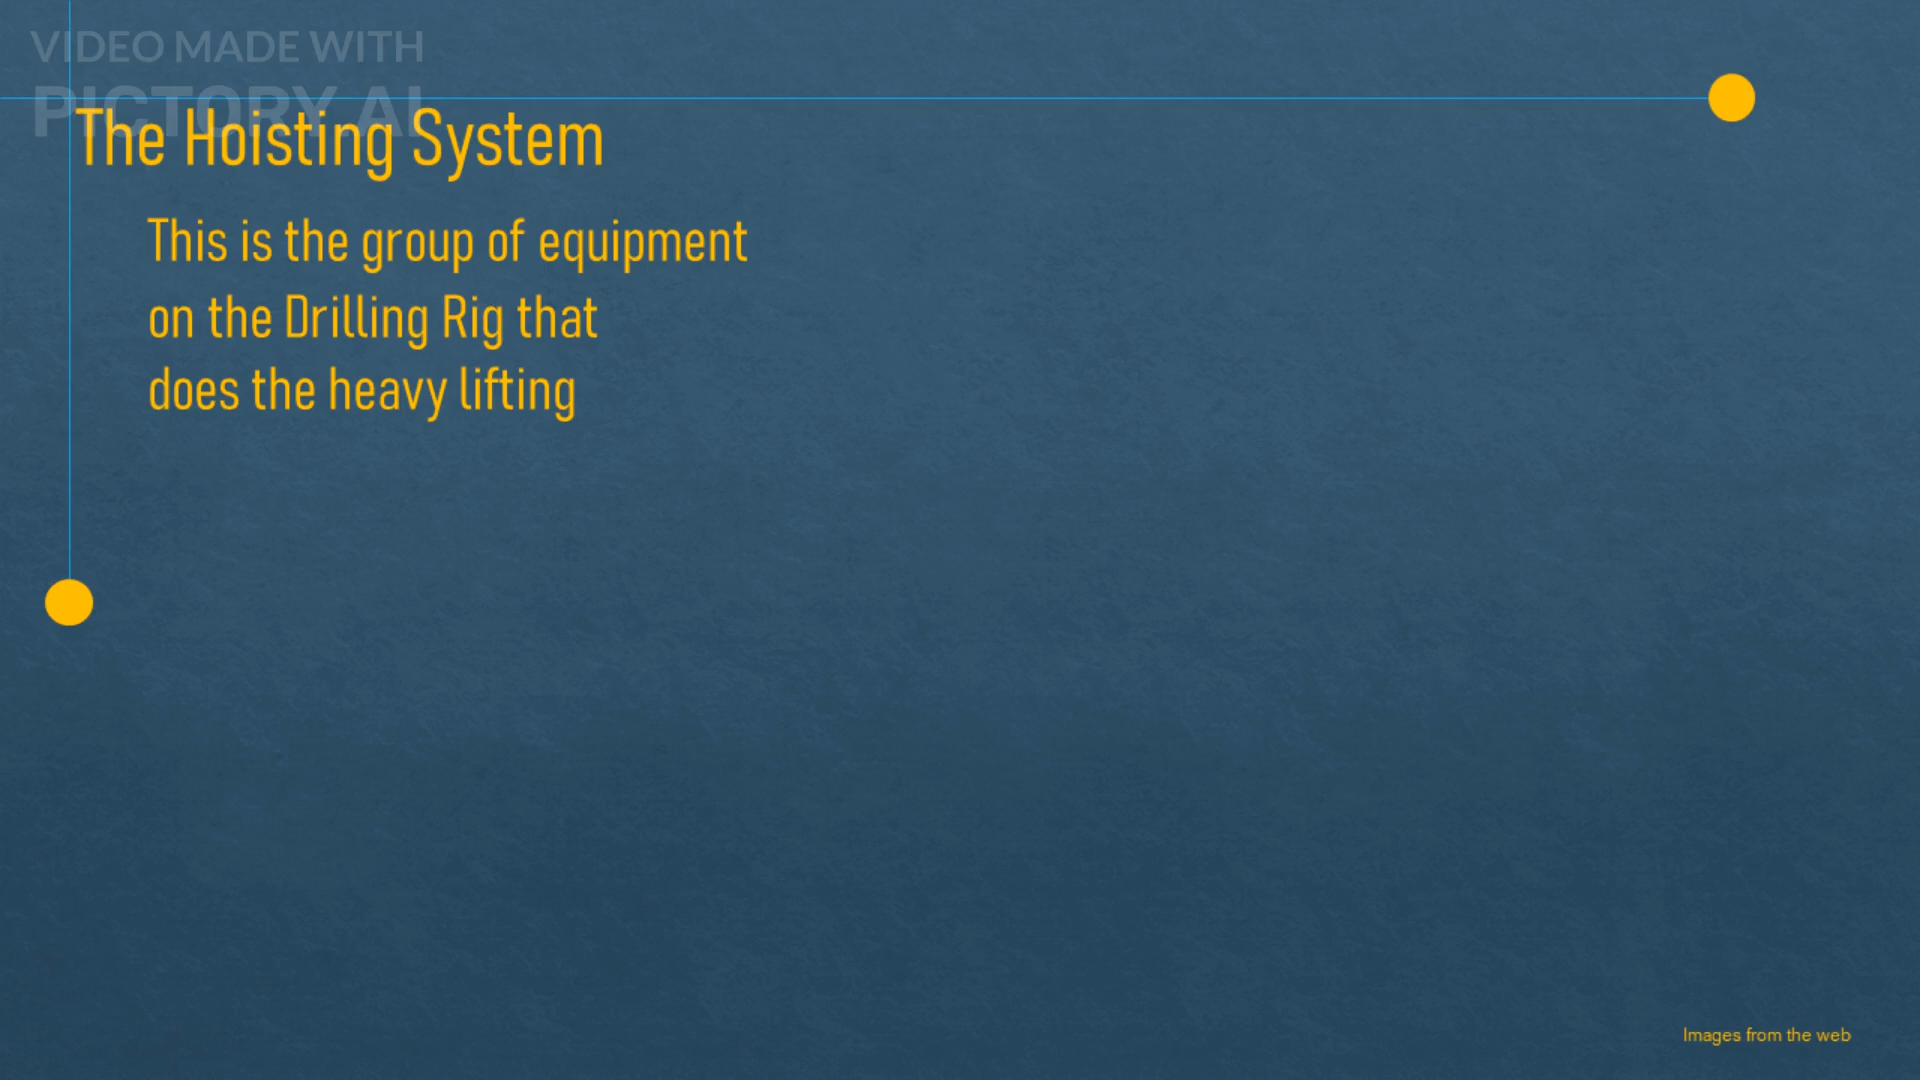 VIDEO MADE WITH
PICTORY AI
The Hoisting System
This is the group of equipment
on the Drilling Rig that
does the heavy lifting
Images from the web